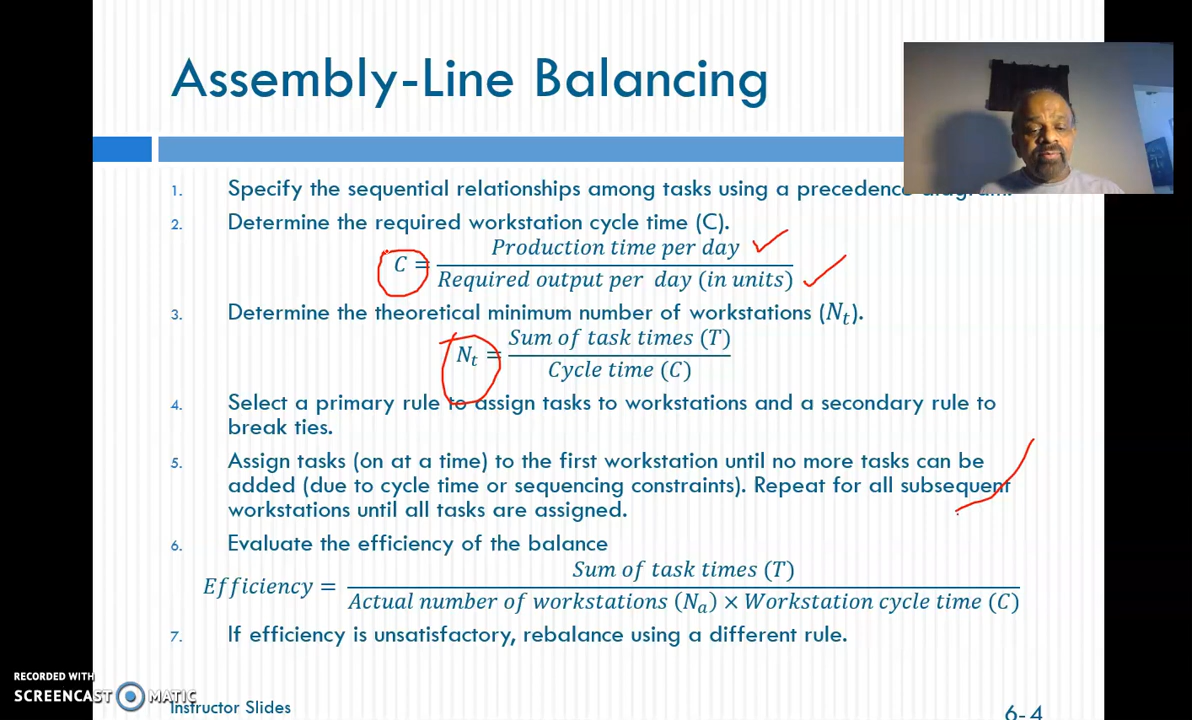 Assembly-Line Balancing
1. Specify the sequential relationships among tasks using a precedence diagram.
2. Determine the required workstation cycle time (C).
C = Production time per day / Required output per day (in units)
3. Determine the theoretical minimum number of workstations (Nt).
Nt = Sum of task times (T) / Cycle time (C)
4. Select a primary rule to assign tasks to workstations and a secondary rule to
break ties.
5. Assign tasks (on at a time) to the first workstation until no more tasks can be
added (due to cycle time or sequencing constraints). Repeat for all subsequent
workstations until all tasks are assigned.
6. Evaluate the efficiency of the balance
Efficiency = Sum of task times (T) / Actual number of workstations (Na) × Workstation cycle time (C)
7. If efficiency is unsatisfactory, rebalance using a different rule.
RECORDED WITH
SCREENCAST MATIC
Instructor Slides
6-4